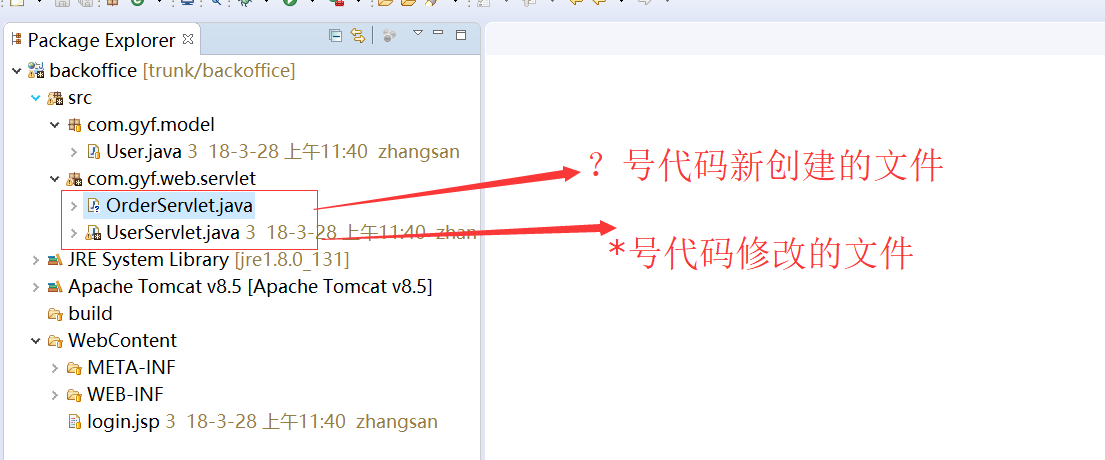 Package Explorer
backoffice [trunk/backoffice]
src
com.gyf.model
User.java 3 18-3-28 上午11:40 zhangsan
com.gyf.web.servlet
OrderServlet.java
UserServlet.java 3 18-3-28 上午11:40 zhan
JRE System Library [jre1.8.0_131]
Apache Tomcat v8.5 [Apache Tomcat v8.5]
build
WebContent
META-INF
WEB-INF
login.jsp 3 18-3-28 上午11:40 zhangsan
？号代码新创建的文件
*号代码修改的文件